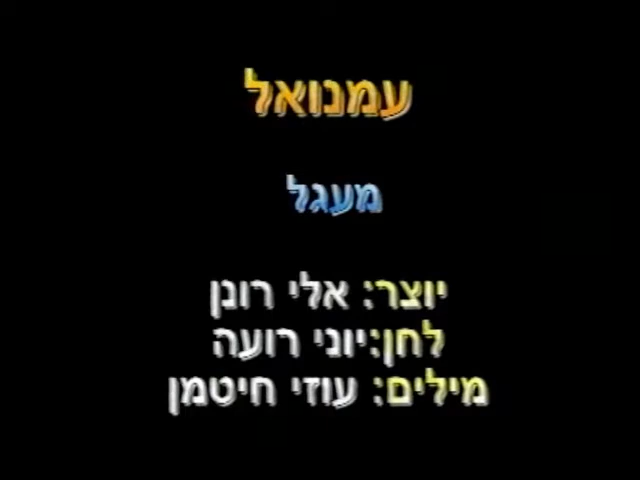 עמנואל
מעגל
יוצר: אלי רונן
לחן:יוני רועה
מילים: עוזי חיטמן